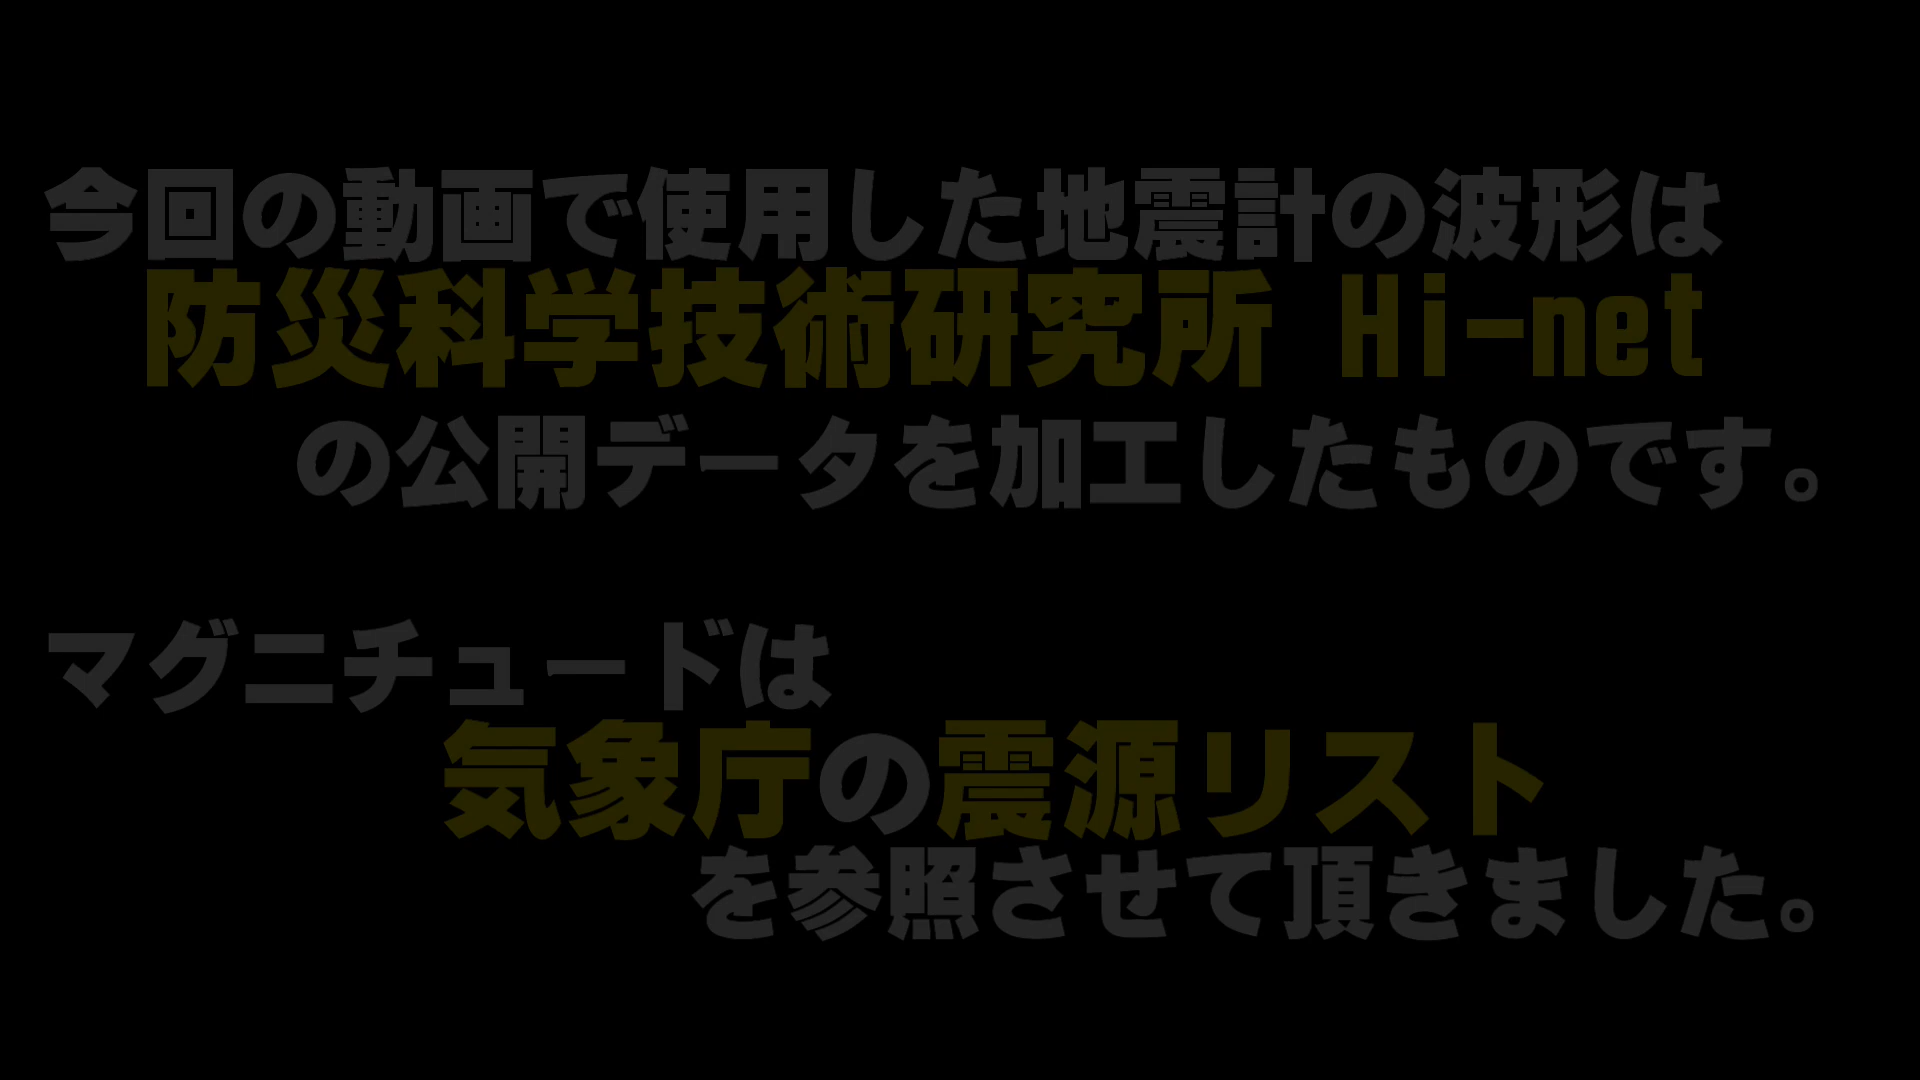 今回の動画で使用した地震計の波形は
防災科学技術研究所 Hi-net
の公開データを加工したものです。
マグニチュードは
気象庁の震源リスト
を参照させて頂きました。